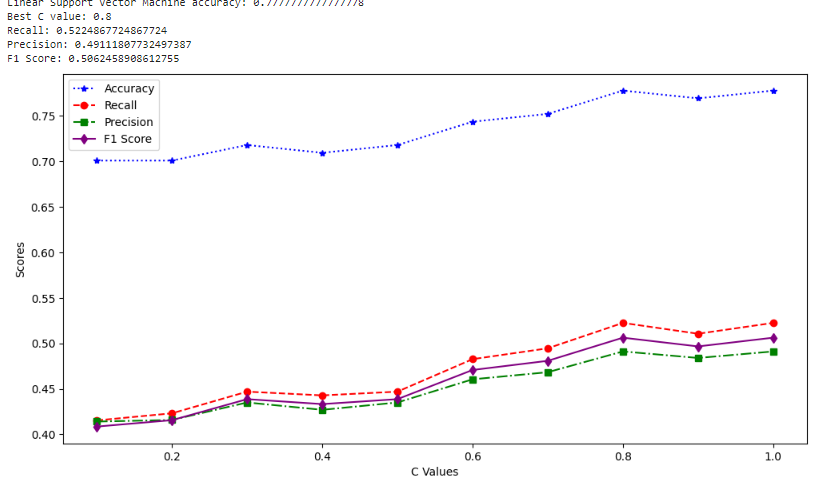 Linear Support Vector Machine accuracy: 0.7777777777777778
Best C value: 0.8
Recall: 0.5224867724867724
Precision: 0.49111807732497387
F1 Score: 0.5062458908612755
Accuracy
Recall
Precision
F1 Score
0.75
0.70
0.65
0.60
0.55
0.50
0.45
0.40
Scores
0.2
0.4
0.6
0.8
1.0
C Values